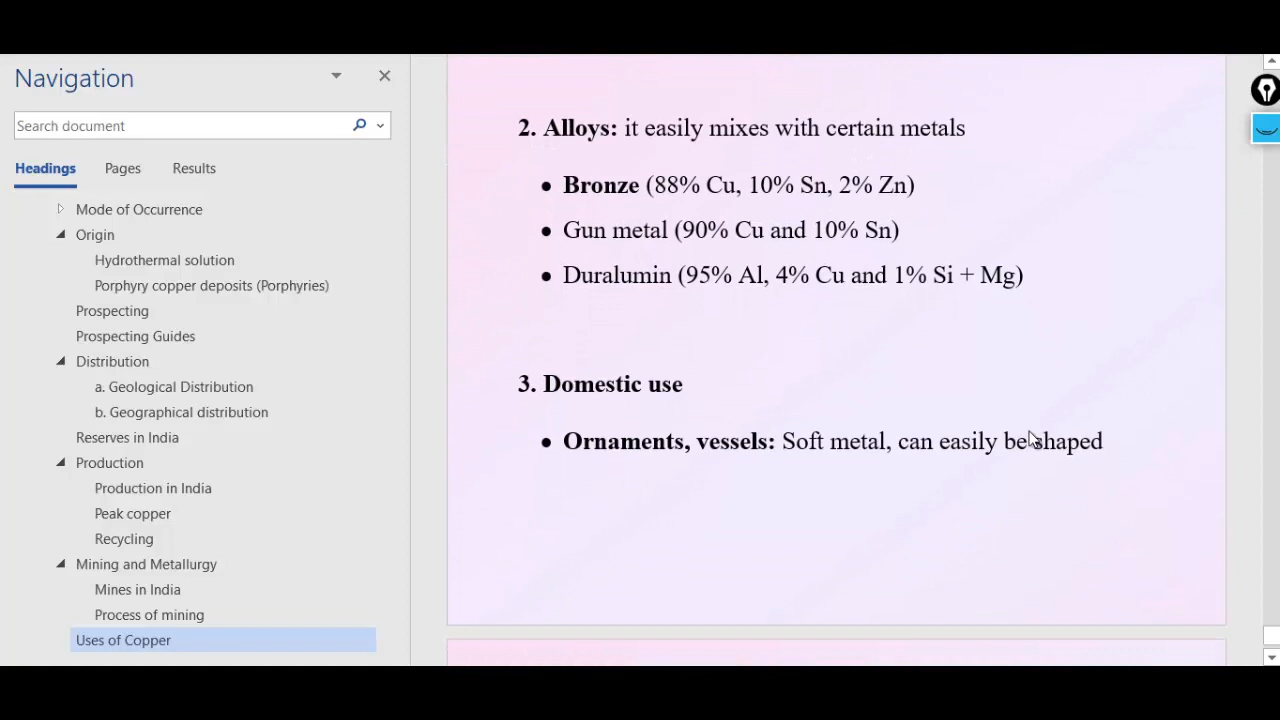 Navigation
Search document
Headings Pages Results
Mode of Occurrence
Origin
Hydrothermal solution
Porphyry copper deposits (Porphyries)
Prospecting
Prospecting Guides
Distribution
a. Geological Distribution
b. Geographical distribution
Reserves in India
Production
Production in India
Peak copper
Recycling
Mining and Metallurgy
Mines in India
Process of mining
Uses of Copper
2. Alloys: it easily mixes with certain metals
• Bronze (88% Cu, 10% Sn, 2% Zn)
• Gun metal (90% Cu and 10% Sn)
• Duralumin (95% Al, 4% Cu and 1% Si + Mg)
3. Domestic use
• Ornaments, vessels: Soft metal, can easily be shaped